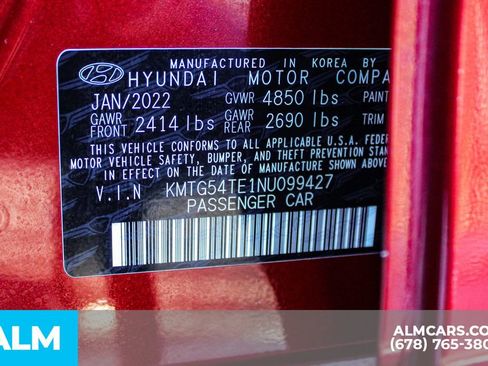 MANUFACTURED IN KOREA BY
HYUNDAI MOTOR COMPA
JAN/2022 GVWR 4850 lbs PAINT
GAWR FRONT 2414 lbs GAWR REAR 2690 lbs TRIM
THIS VEHICLE CONFORMS TO ALL APPLICABLE U.S.A. FEDER
MOTOR VEHICLE SAFETY, BUMPER, AND THEFT PREVENTION STAND
IN EFFECT ON THE DATE OF MANUFACTURE SHOWN ABOVE.
V.I.N KMTG54TE1NU099427
PASSENGER CAR
ALM
ALMCARS.CO
(678) 765-380